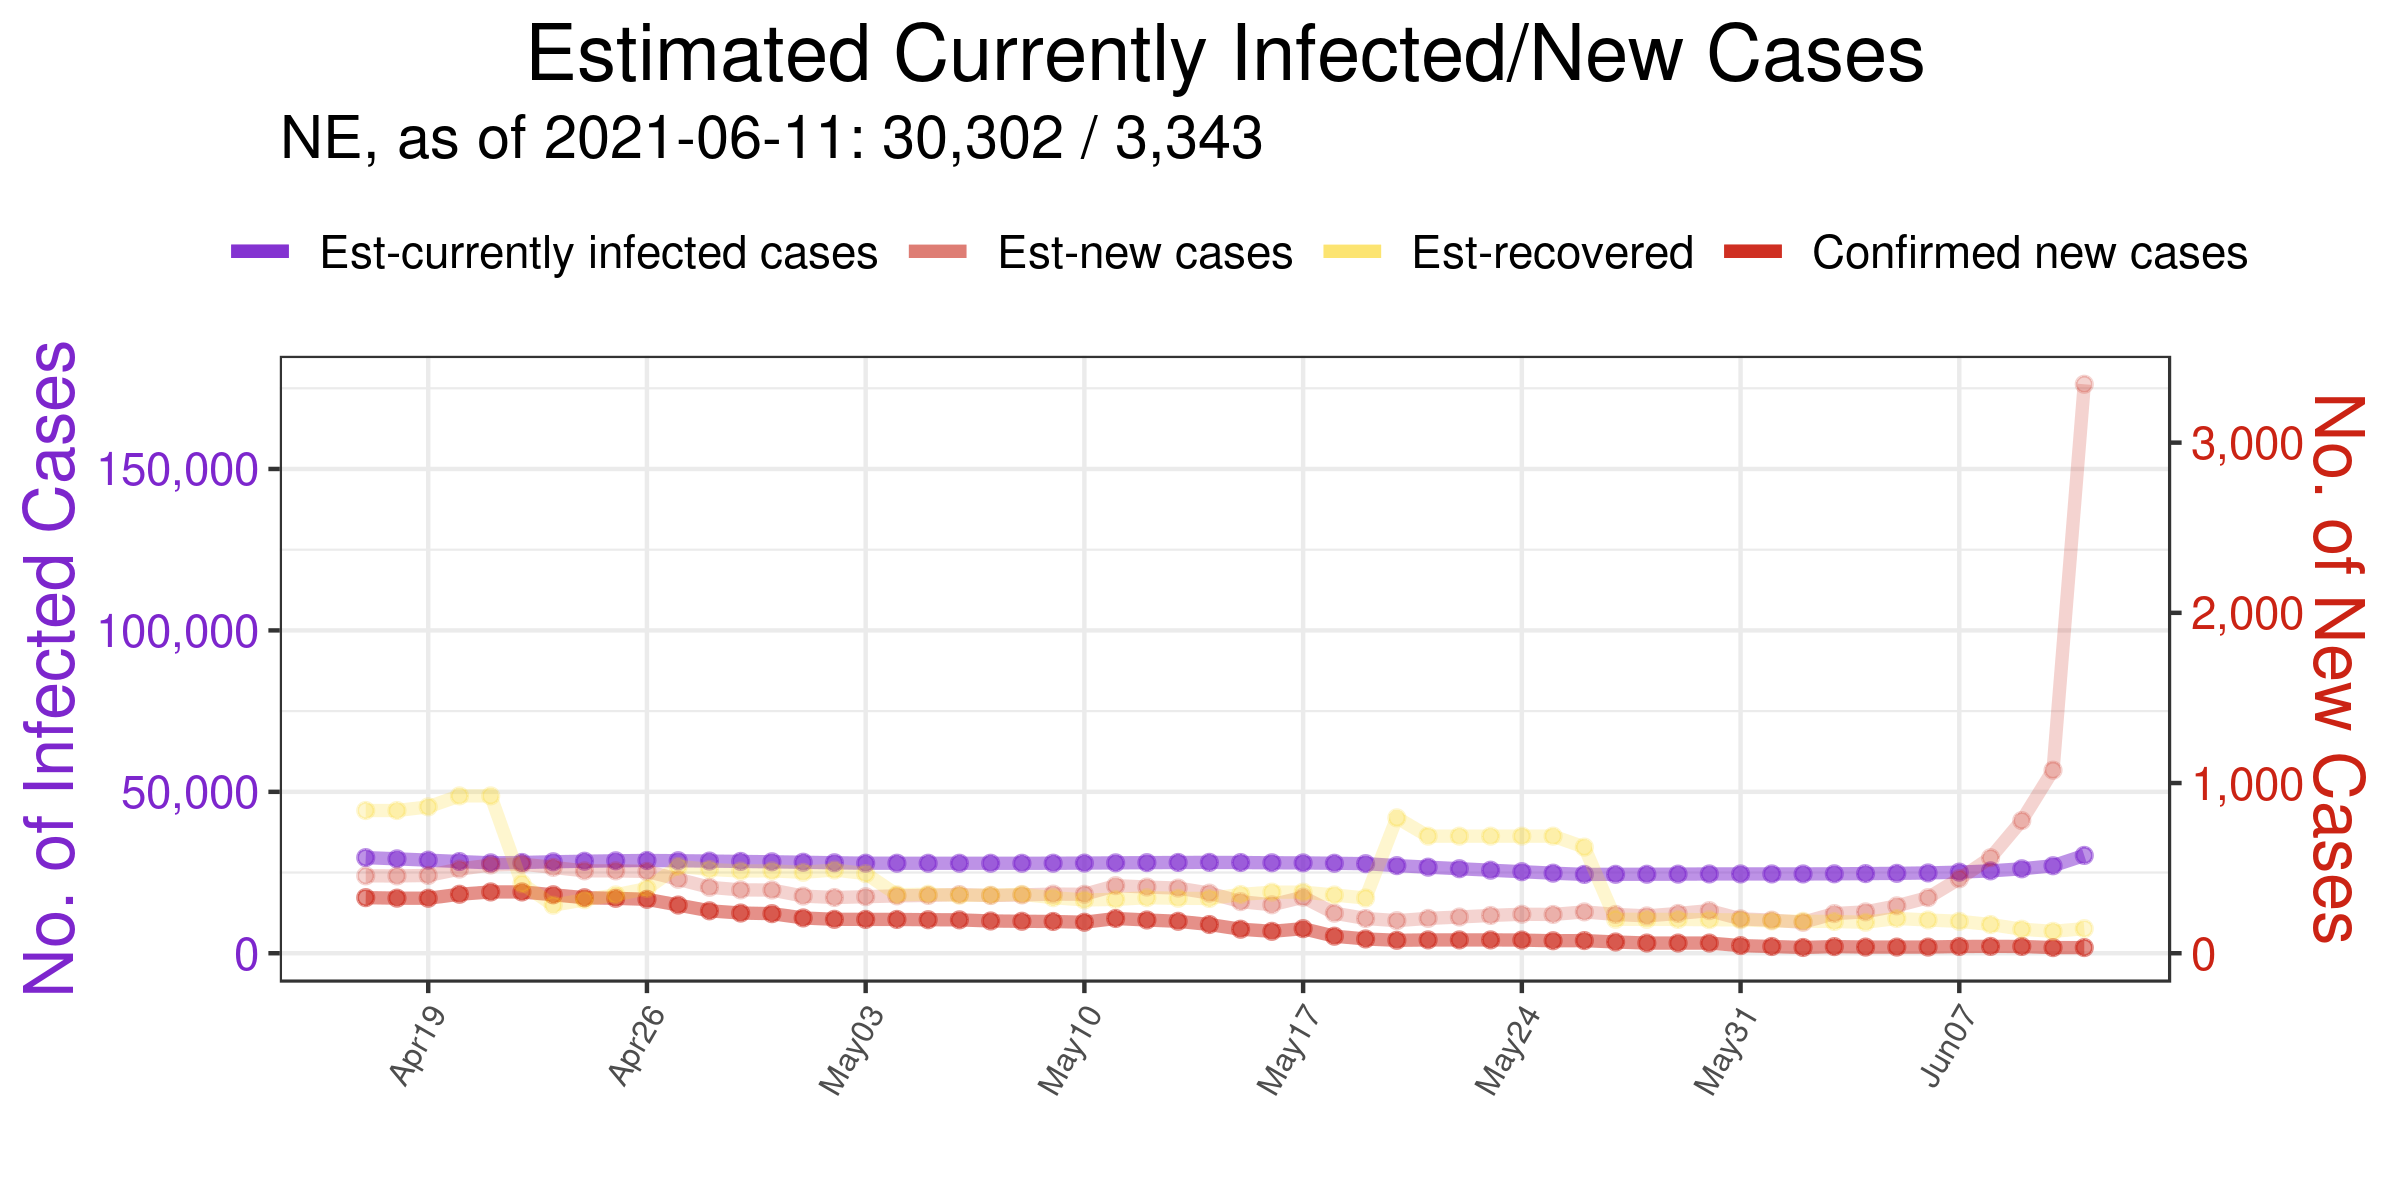 Estimated Currently Infected/New Cases
NE, as of 2021-06-11: 30,302 / 3,343
Est-currently infected cases Est-new cases Est-recovered Confirmed new cases
No. of Infected Cases
150,000
100,000
50,000
0
3,000
2,000
1,000
0
No. of New Cases
Apr19 Apr26 May03 May10 May17 May24 May31 Jun07